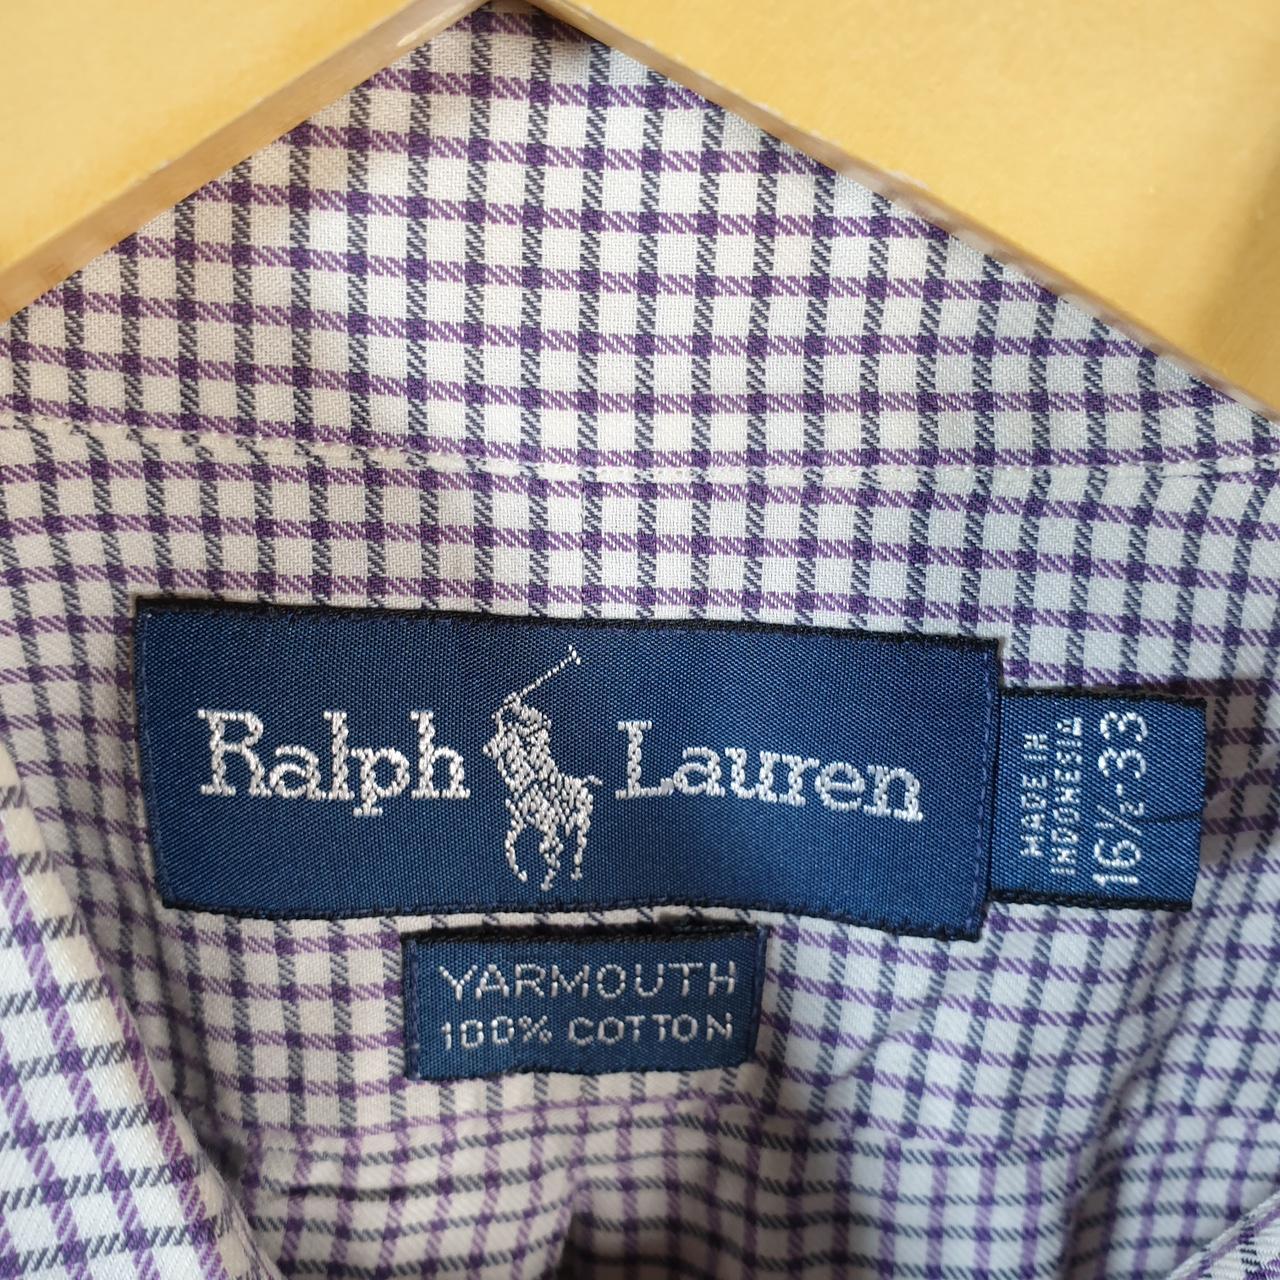 Ralph Lauren
MADE IN
INDONESIA
16½-33
YARMOUTH
100% COTTON